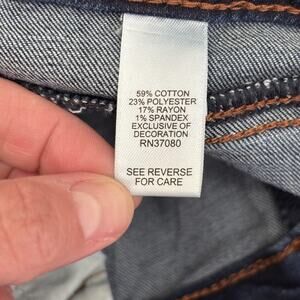 59% COTTON
23% POLYESTER
17% RAYON
1% SPANDEX
EXCLUSIVE OF
DECORATION
RN37080
SEE REVERSE
FOR CARE